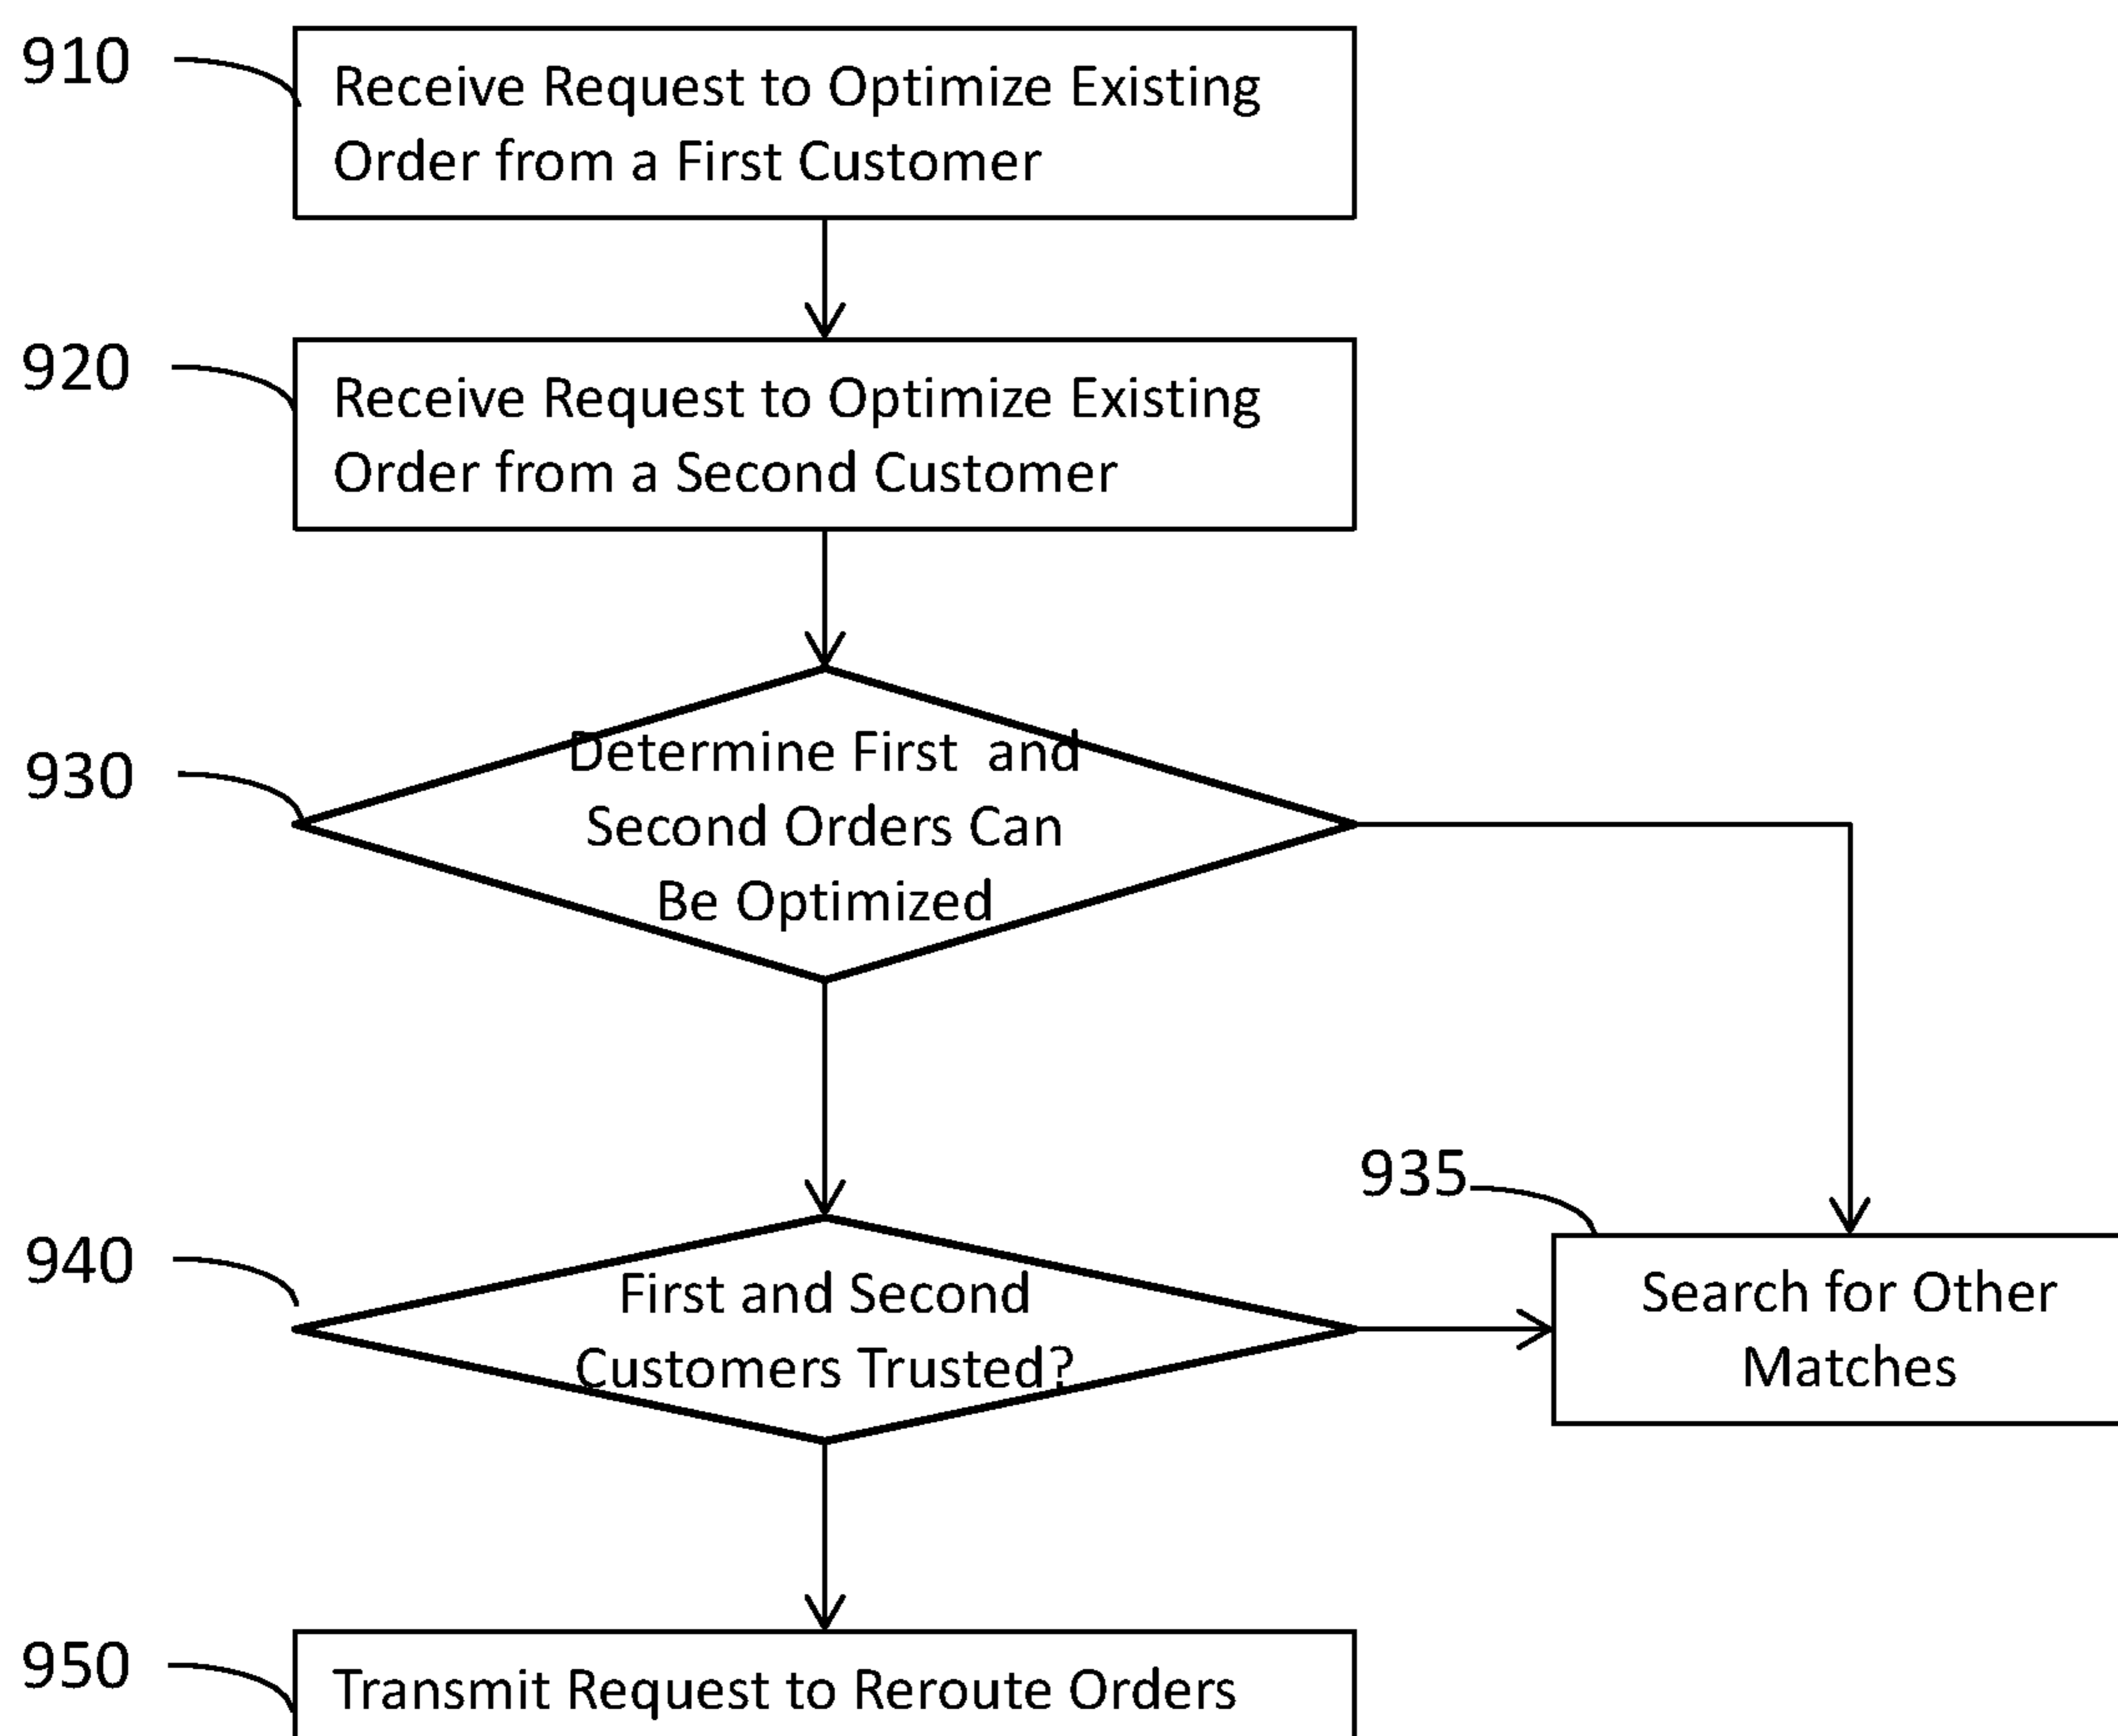 910
Receive Request to Optimize Existing
Order from a First Customer
920
Receive Request to Optimize Existing
Order from a Second Customer
930
Determine First and
Second Orders Can
Be Optimized
935
940
First and Second
Customers Trusted?
Search for Other
Matches
950
Transmit Request to Reroute Orders